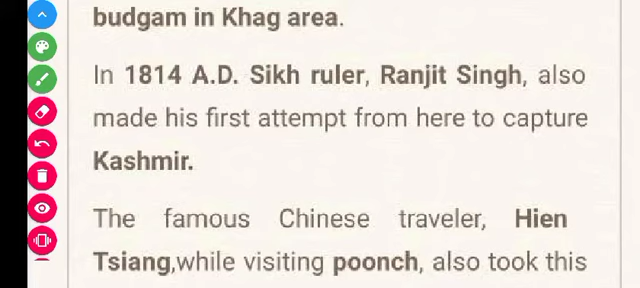 budgam in Khag area.
In 1814 A.D. Sikh ruler, Ranjit Singh, also
made his first attempt from here to capture
Kashmir.
The famous Chinese traveler, Hien
Tsiang,while visiting poonch, also took this